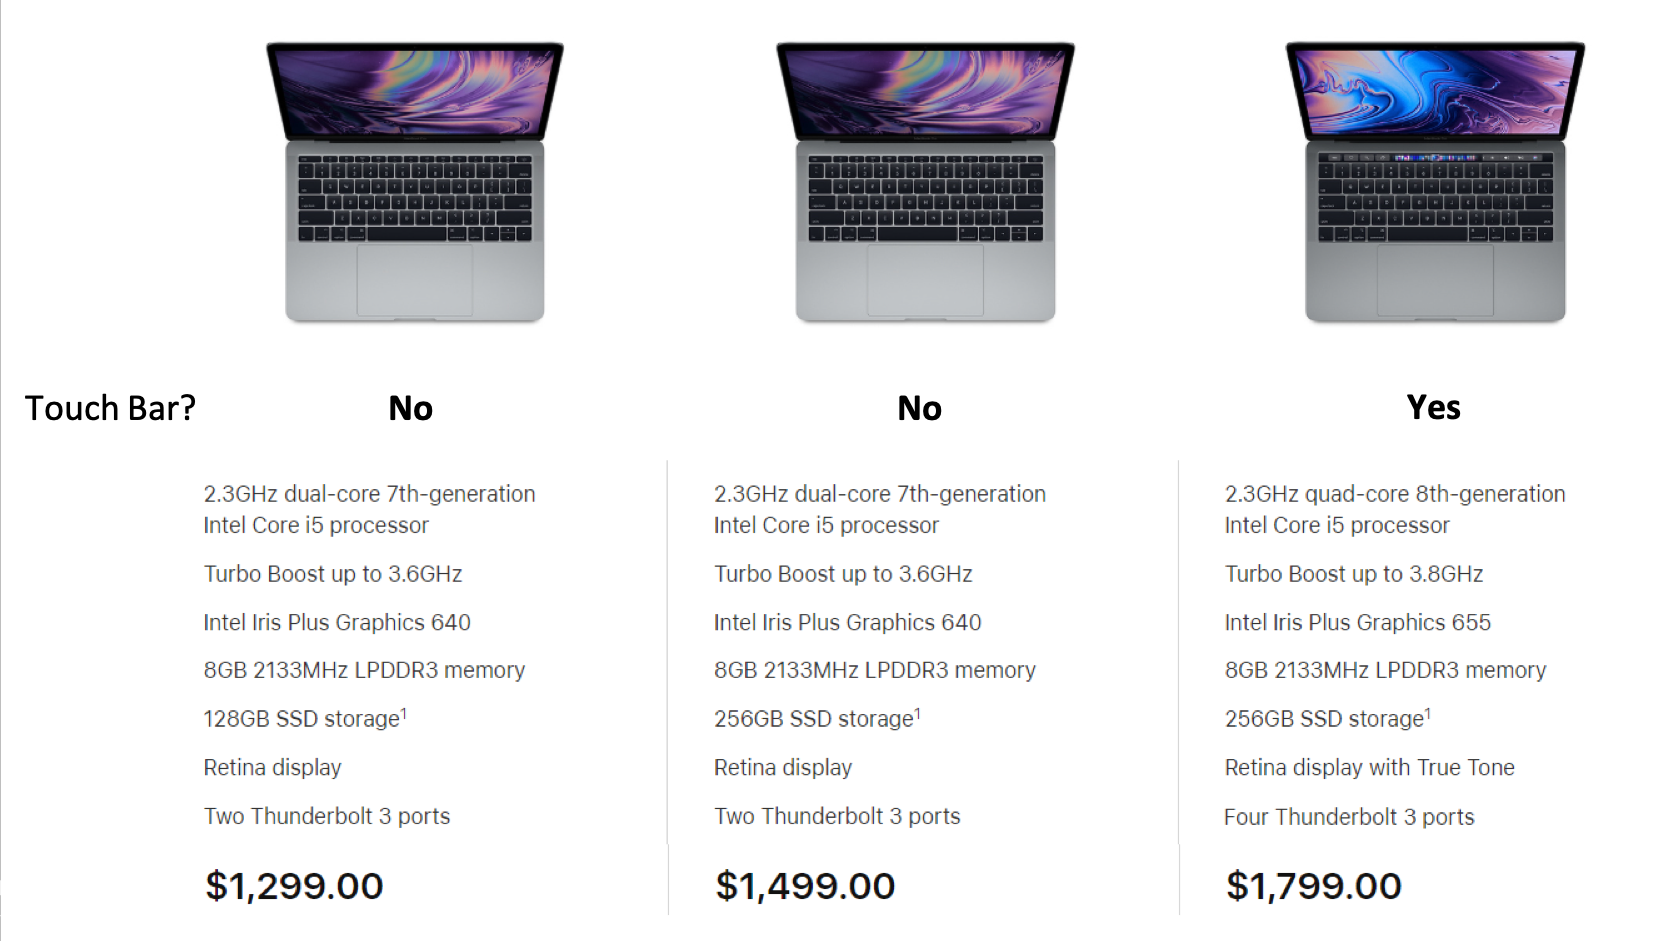 Touch Bar? No No Yes
2.3GHz dual-core 7th-generation
Intel Core i5 processor
Turbo Boost up to 3.6GHz
Intel Iris Plus Graphics 640
8GB 2133MHz LPDDR3 memory
128GB SSD storage¹
Retina display
Two Thunderbolt 3 ports
$1,299.00
2.3GHz dual-core 7th-generation
Intel Core i5 processor
Turbo Boost up to 3.6GHz
Intel Iris Plus Graphics 640
8GB 2133MHz LPDDR3 memory
256GB SSD storage¹
Retina display
Two Thunderbolt 3 ports
$1,499.00
2.3GHz quad-core 8th-generation
Intel Core i5 processor
Turbo Boost up to 3.8GHz
Intel Iris Plus Graphics 655
8GB 2133MHz LPDDR3 memory
256GB SSD storage¹
Retina display with True Tone
Four Thunderbolt 3 ports
$1,799.00